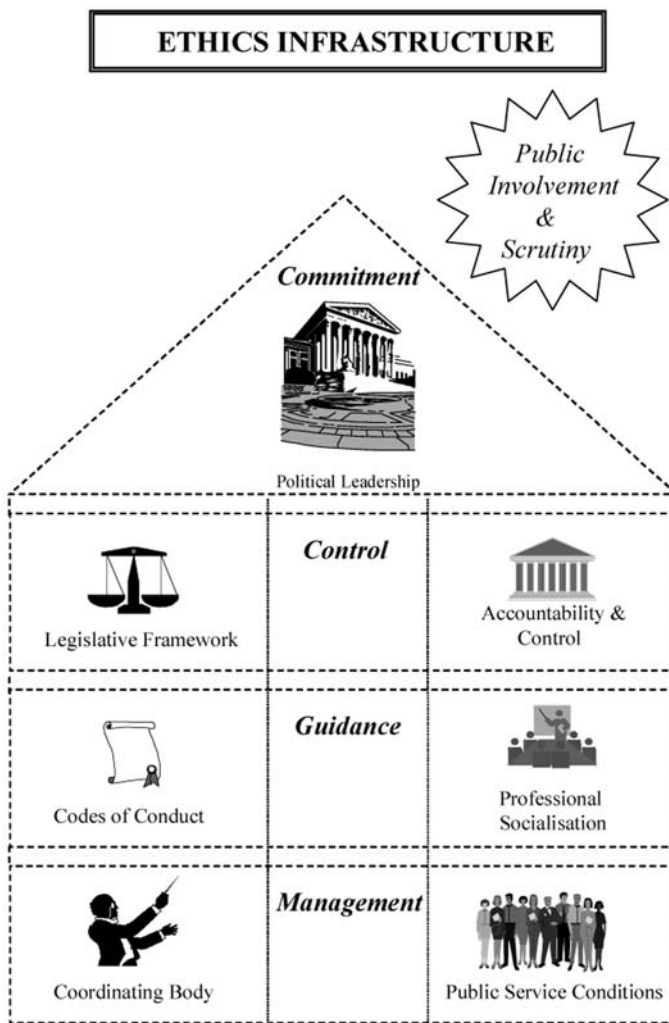 ETHICS INFRASTRUCTURE
Public
Involvement
&
Scrutiny
Commitment
Political Leadership
Control
Legislative Framework
Accountability &
Control
Guidance
Codes of Conduct
Professional
Socialisation
Management
Coordinating Body
Public Service Conditions